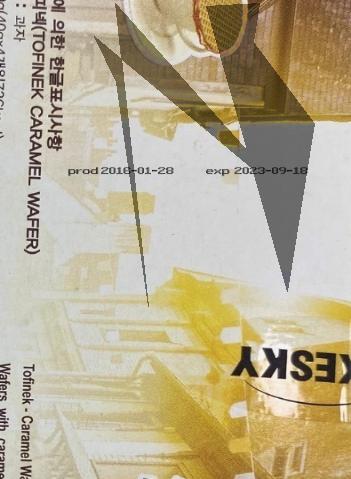 에 의한 한글표시사항
피넥(TOFINEK CARAMEL WAFER)
: 과자
prod 2016-01-28 exp 2023-09-18
Tofinek - Caramel Wa
Wafers with carame
KESKY